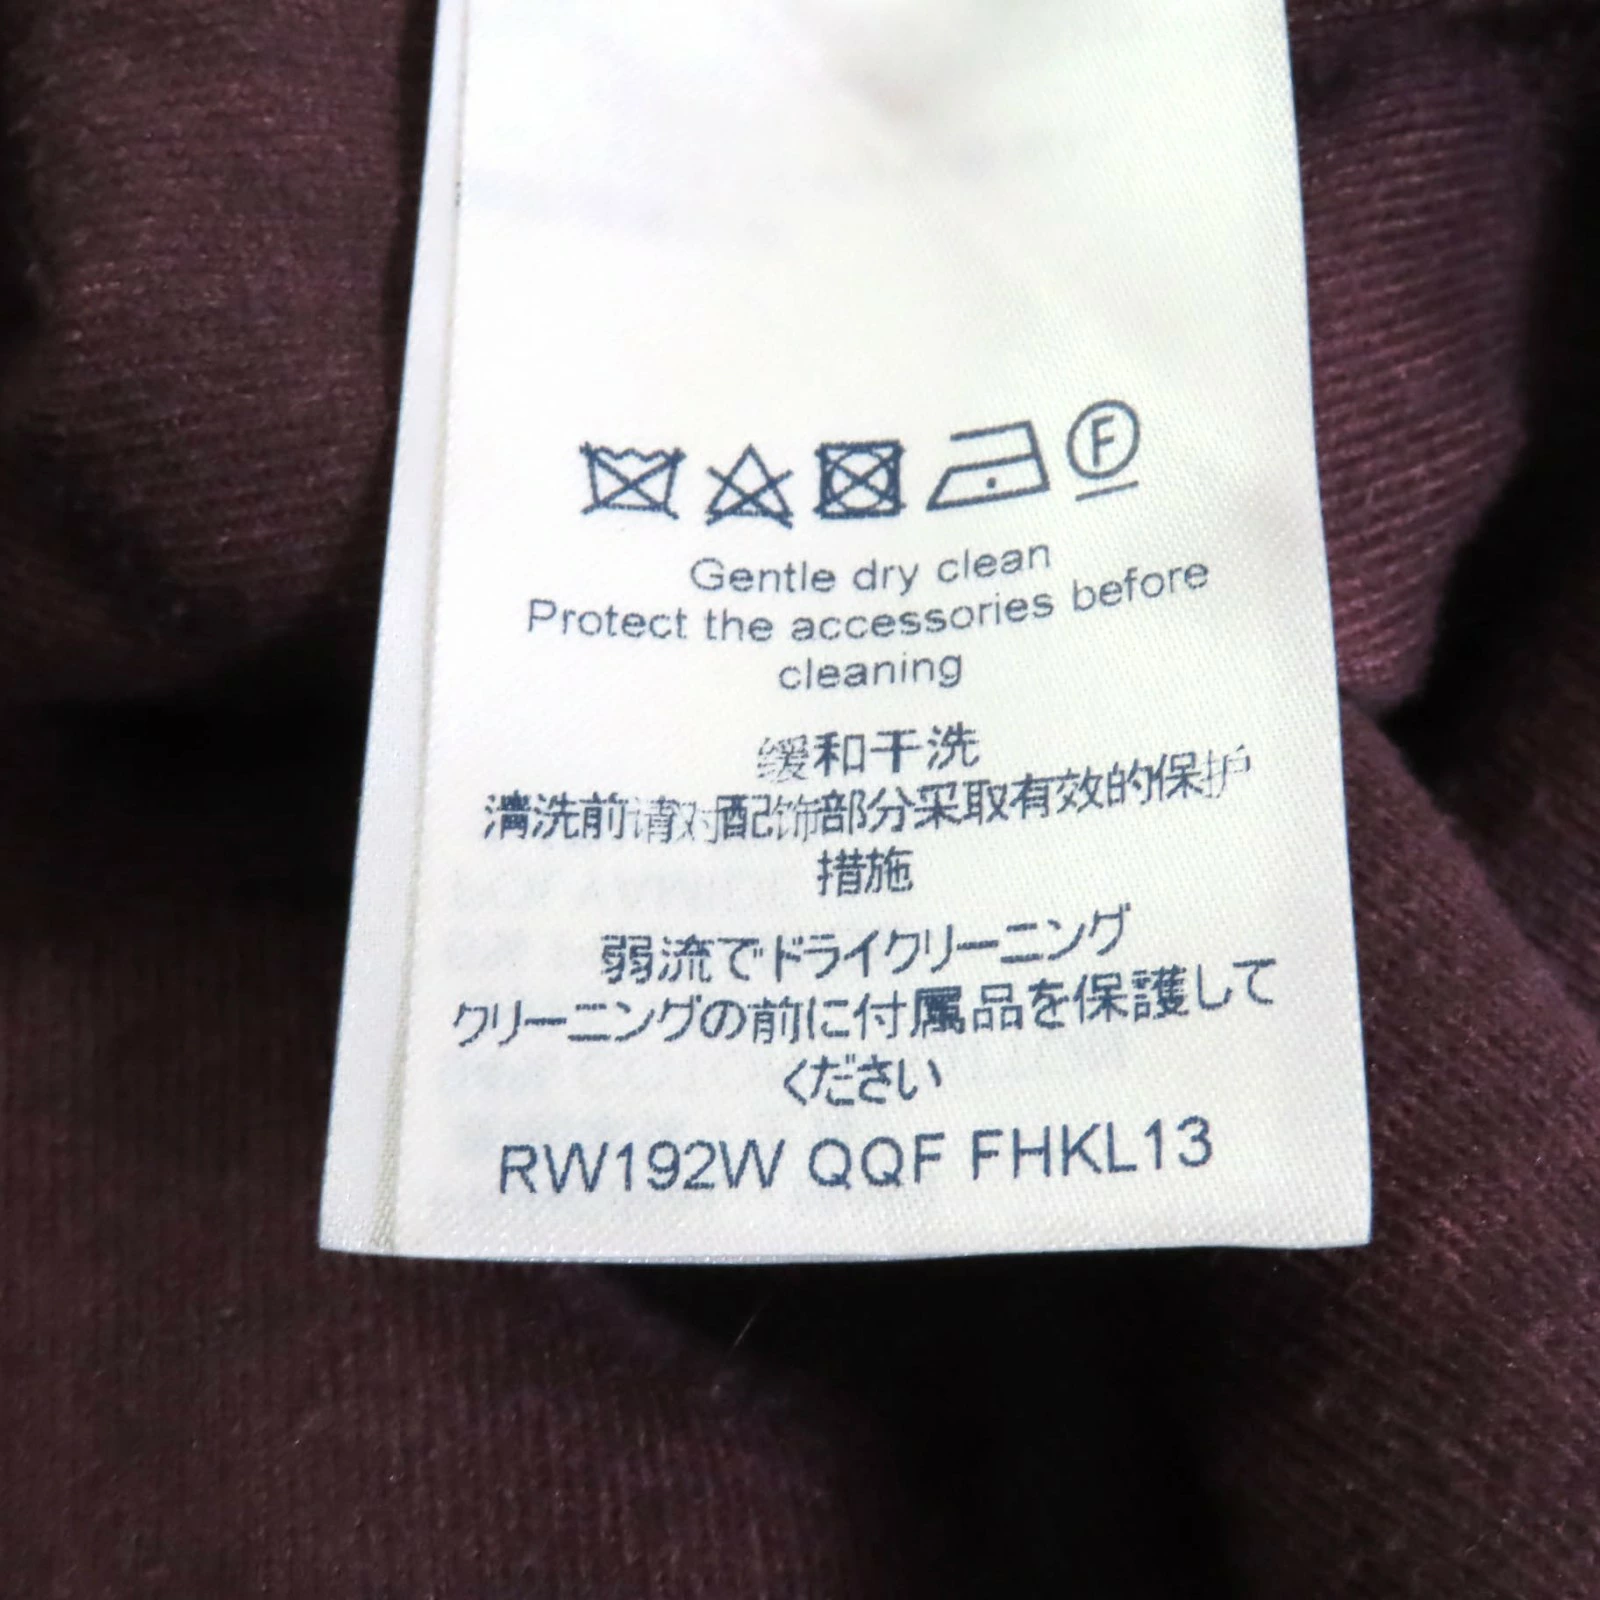 F
Gentle dry clean
Protect the accessories before
cleaning
缓和干洗
清洗前请对配饰部分采取有效的保护
措施
弱流でドライクリーニング
クリーニングの前に付属品を保護して
ください
RW192W QQF FHKL13